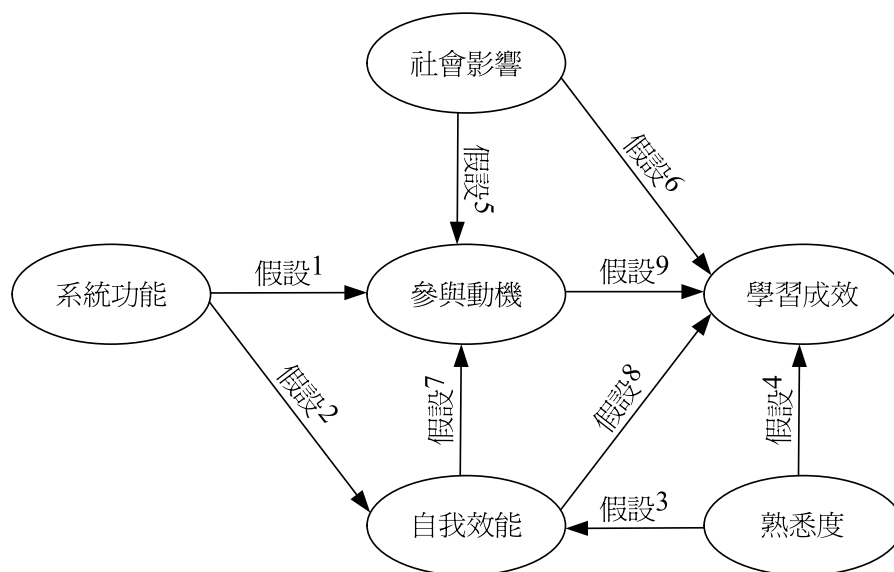 社會影響
假設5
假設6
系統功能
假設1
參與動機
假設9
學習成效
假設2
假設7
假設8
假設4
自我效能
假設3
熟悉度